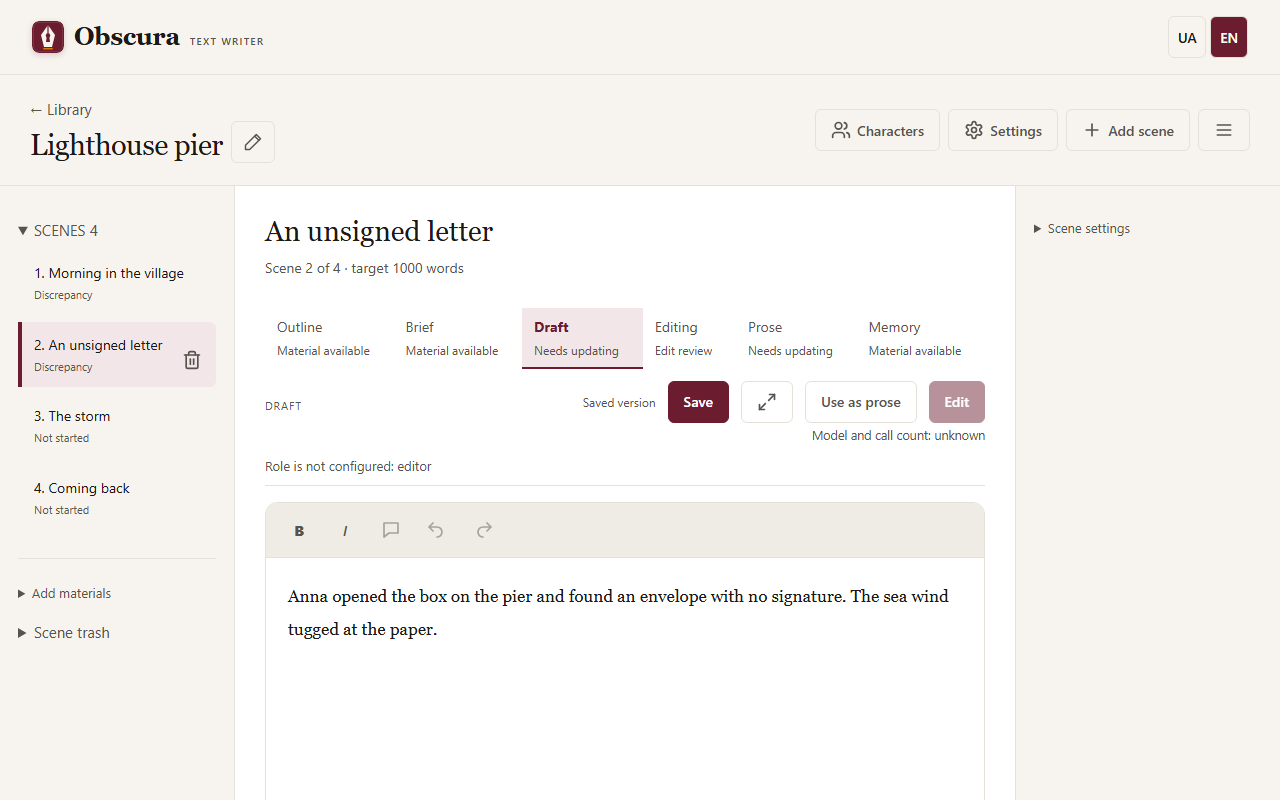 Obscura TEXT WRITER
UA EN
← Library
Lighthouse pier
Characters
Settings
Add scene
SCENES 4
1. Morning in the village
Discrepancy
2. An unsigned letter
Discrepancy
3. The storm
Not started
4. Coming back
Not started
Add materials
Scene trash
An unsigned letter
Scene 2 of 4 · target 1000 words
Outline
Material available
Brief
Material available
Draft
Needs updating
Editing
Edit review
Prose
Needs updating
Memory
Material available
DRAFT
Saved version
Save
Use as prose
Edit
Model and call count: unknown
Role is not configured: editor
B I
Anna opened the box on the pier and found an envelope with no signature. The sea wind
tugged at the paper.
Scene settings